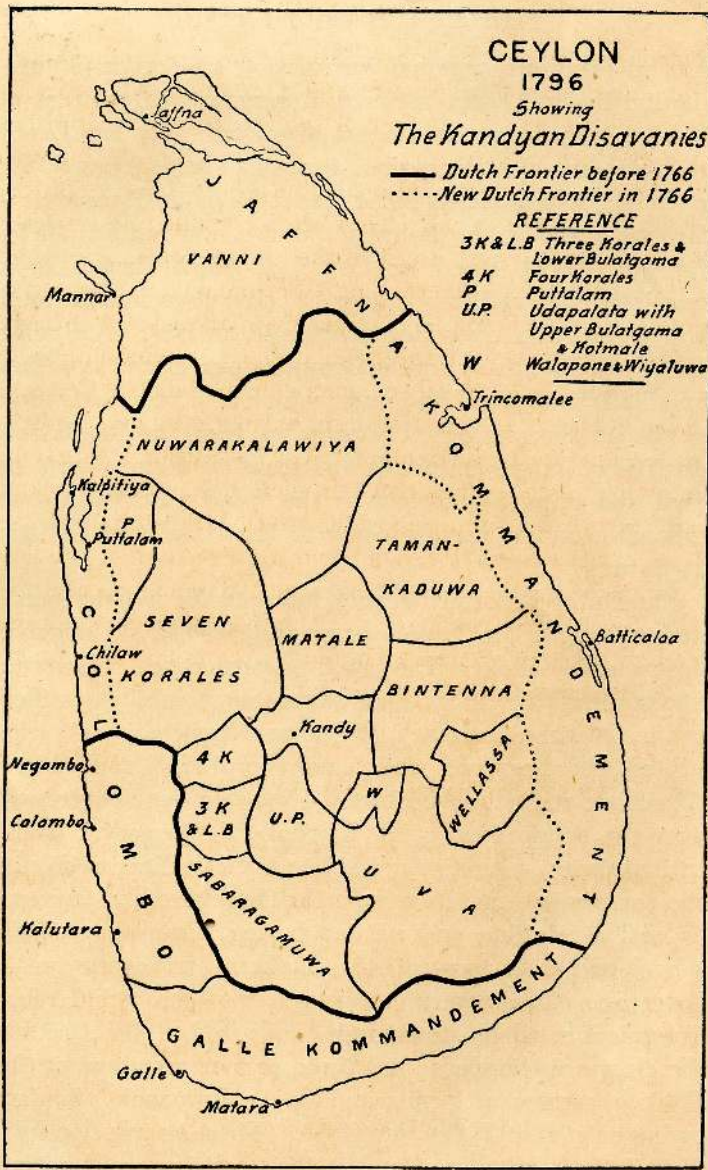 CEYLON
1796
Showing
The Kandyan Disavanies
Dutch Frontier before 1766
New Dutch Frontier in 1766
REFERENCE
3K & L.B Three Korales &
Lower Bulatgama
4 K Four Korales
P Puttalam
U.P. Udapalata with
Upper Bulatgama
& Kotmale
W Walapone & Wiyaluwa
Jaffna
JAFFNA KOMMANDEMENT
VANNI
Mannar
Trincomalee
NUWARAKALAWIYA
Kalpitiya
P
Puttalam
TAMAN-
KADUWA
COLOMBO
SEVEN
KORALES
MATALE
Batticaloa
Chilaw
BINTENNA
Kandy
Negombo
4 K
WELLASSA
W
3 K
& L.B
U.P.
Colombo
UVA
SABARAGAMUWA
Kalutara
GALLE KOMMANDEMENT
Galle
Matara